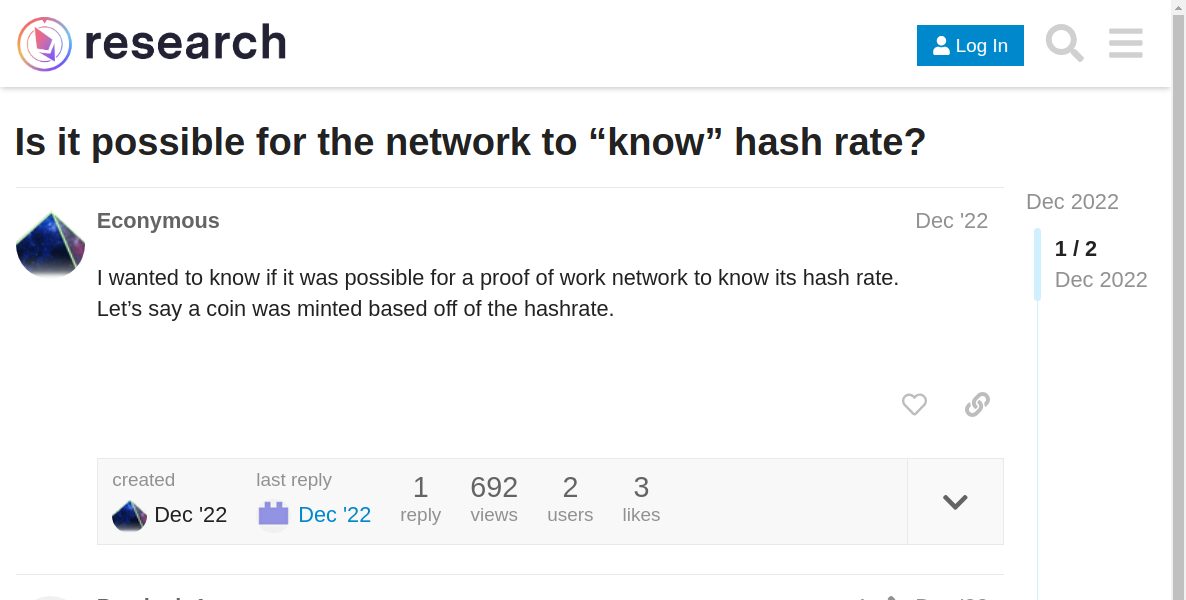 research
Log In
Is it possible for the network to “know” hash rate?
Econymous
Dec '22
I wanted to know if it was possible for a proof of work network to know its hash rate.
Let’s say a coin was minted based off of the hashrate.
created
Dec '22
last reply
Dec '22
1
reply
692
views
2
users
3
likes
Dec 2022
1 / 2
Dec 2022